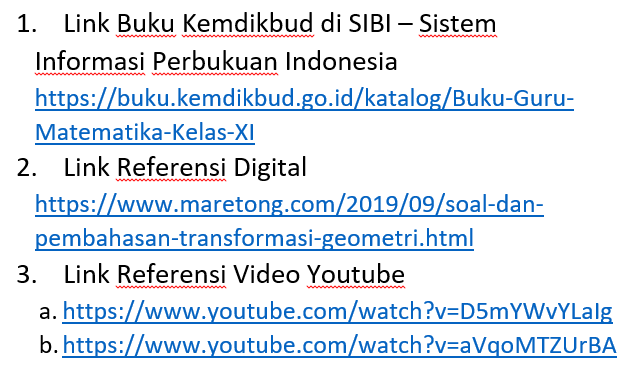 1. Link Buku Kemdikbud di SIBI – Sistem
Informasi Perbukuan Indonesia
https://buku.kemdikbud.go.id/katalog/Buku-Guru-
Matematika-Kelas-XI
2. Link Referensi Digital
https://www.maretong.com/2019/09/soal-dan-
pembahasan-transformasi-geometri.html
3. Link Referensi Video Youtube
a. https://www.youtube.com/watch?v=D5mYWvYLaIg
b. https://www.youtube.com/watch?v=aVqoMTZUrBA